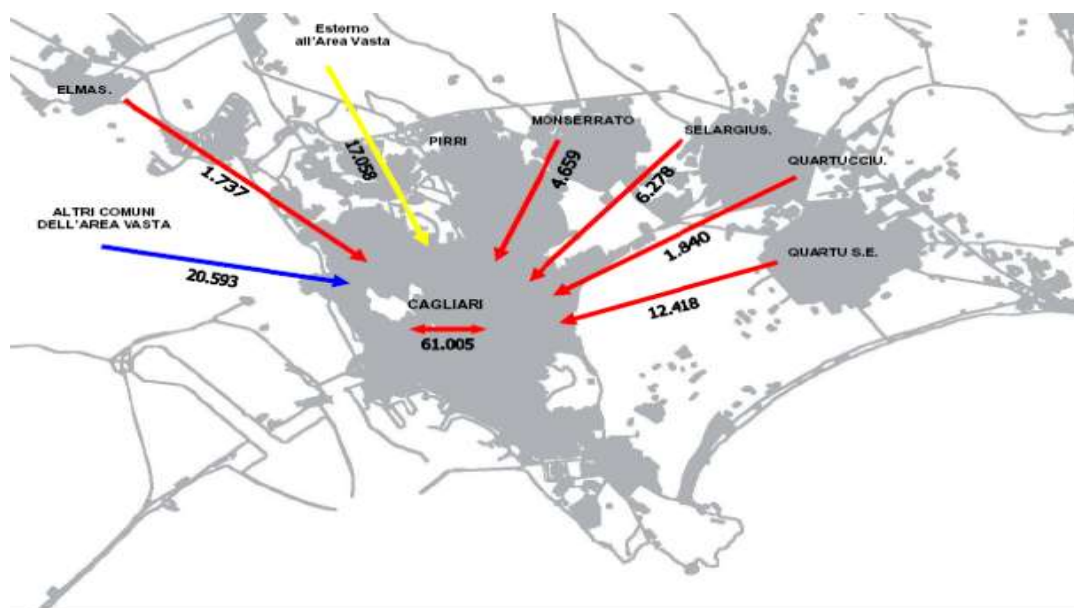 Esterno
all'Area Vasta
ELMAS.
MONSERRATO
SELARGIUS.
PIRRI
17.058
4.659
6.278
QUARTUCCIU.
1.737
ALTRI COMUNI
DELL'AREA VASTA
1.840
QUARTU S.E.
20.593
CAGLIARI
12.418
61.005